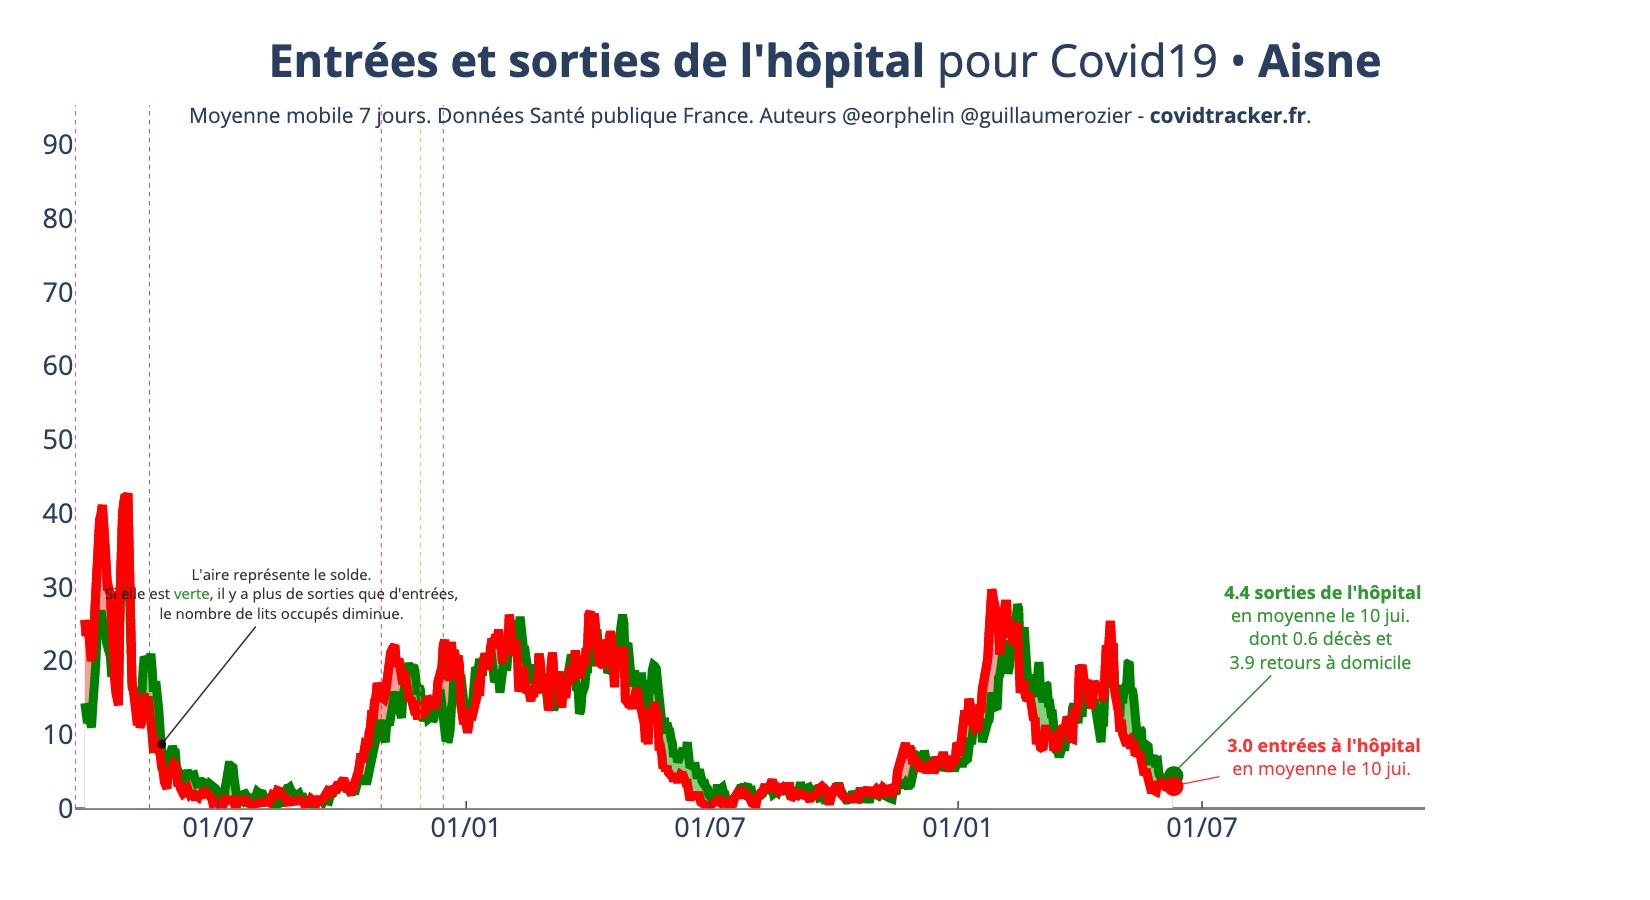 Entrées et sorties de l'hôpital pour Covid19 • Aisne
Moyenne mobile 7 jours. Données Santé publique France. Auteurs @eorphelin @guillaumerozier - covidtracker.fr.
90
80
70
60
50
40
30
20
10
0
L'aire représente le solde.
Si elle est verte, il y a plus de sorties que d'entrées,
le nombre de lits occupés diminue.
4.4 sorties de l'hôpital
en moyenne le 10 jui.
dont 0.6 décès et
3.9 retours à domicile
3.0 entrées à l'hôpital
en moyenne le 10 jui.
01/07 01/01 01/07 01/01 01/07